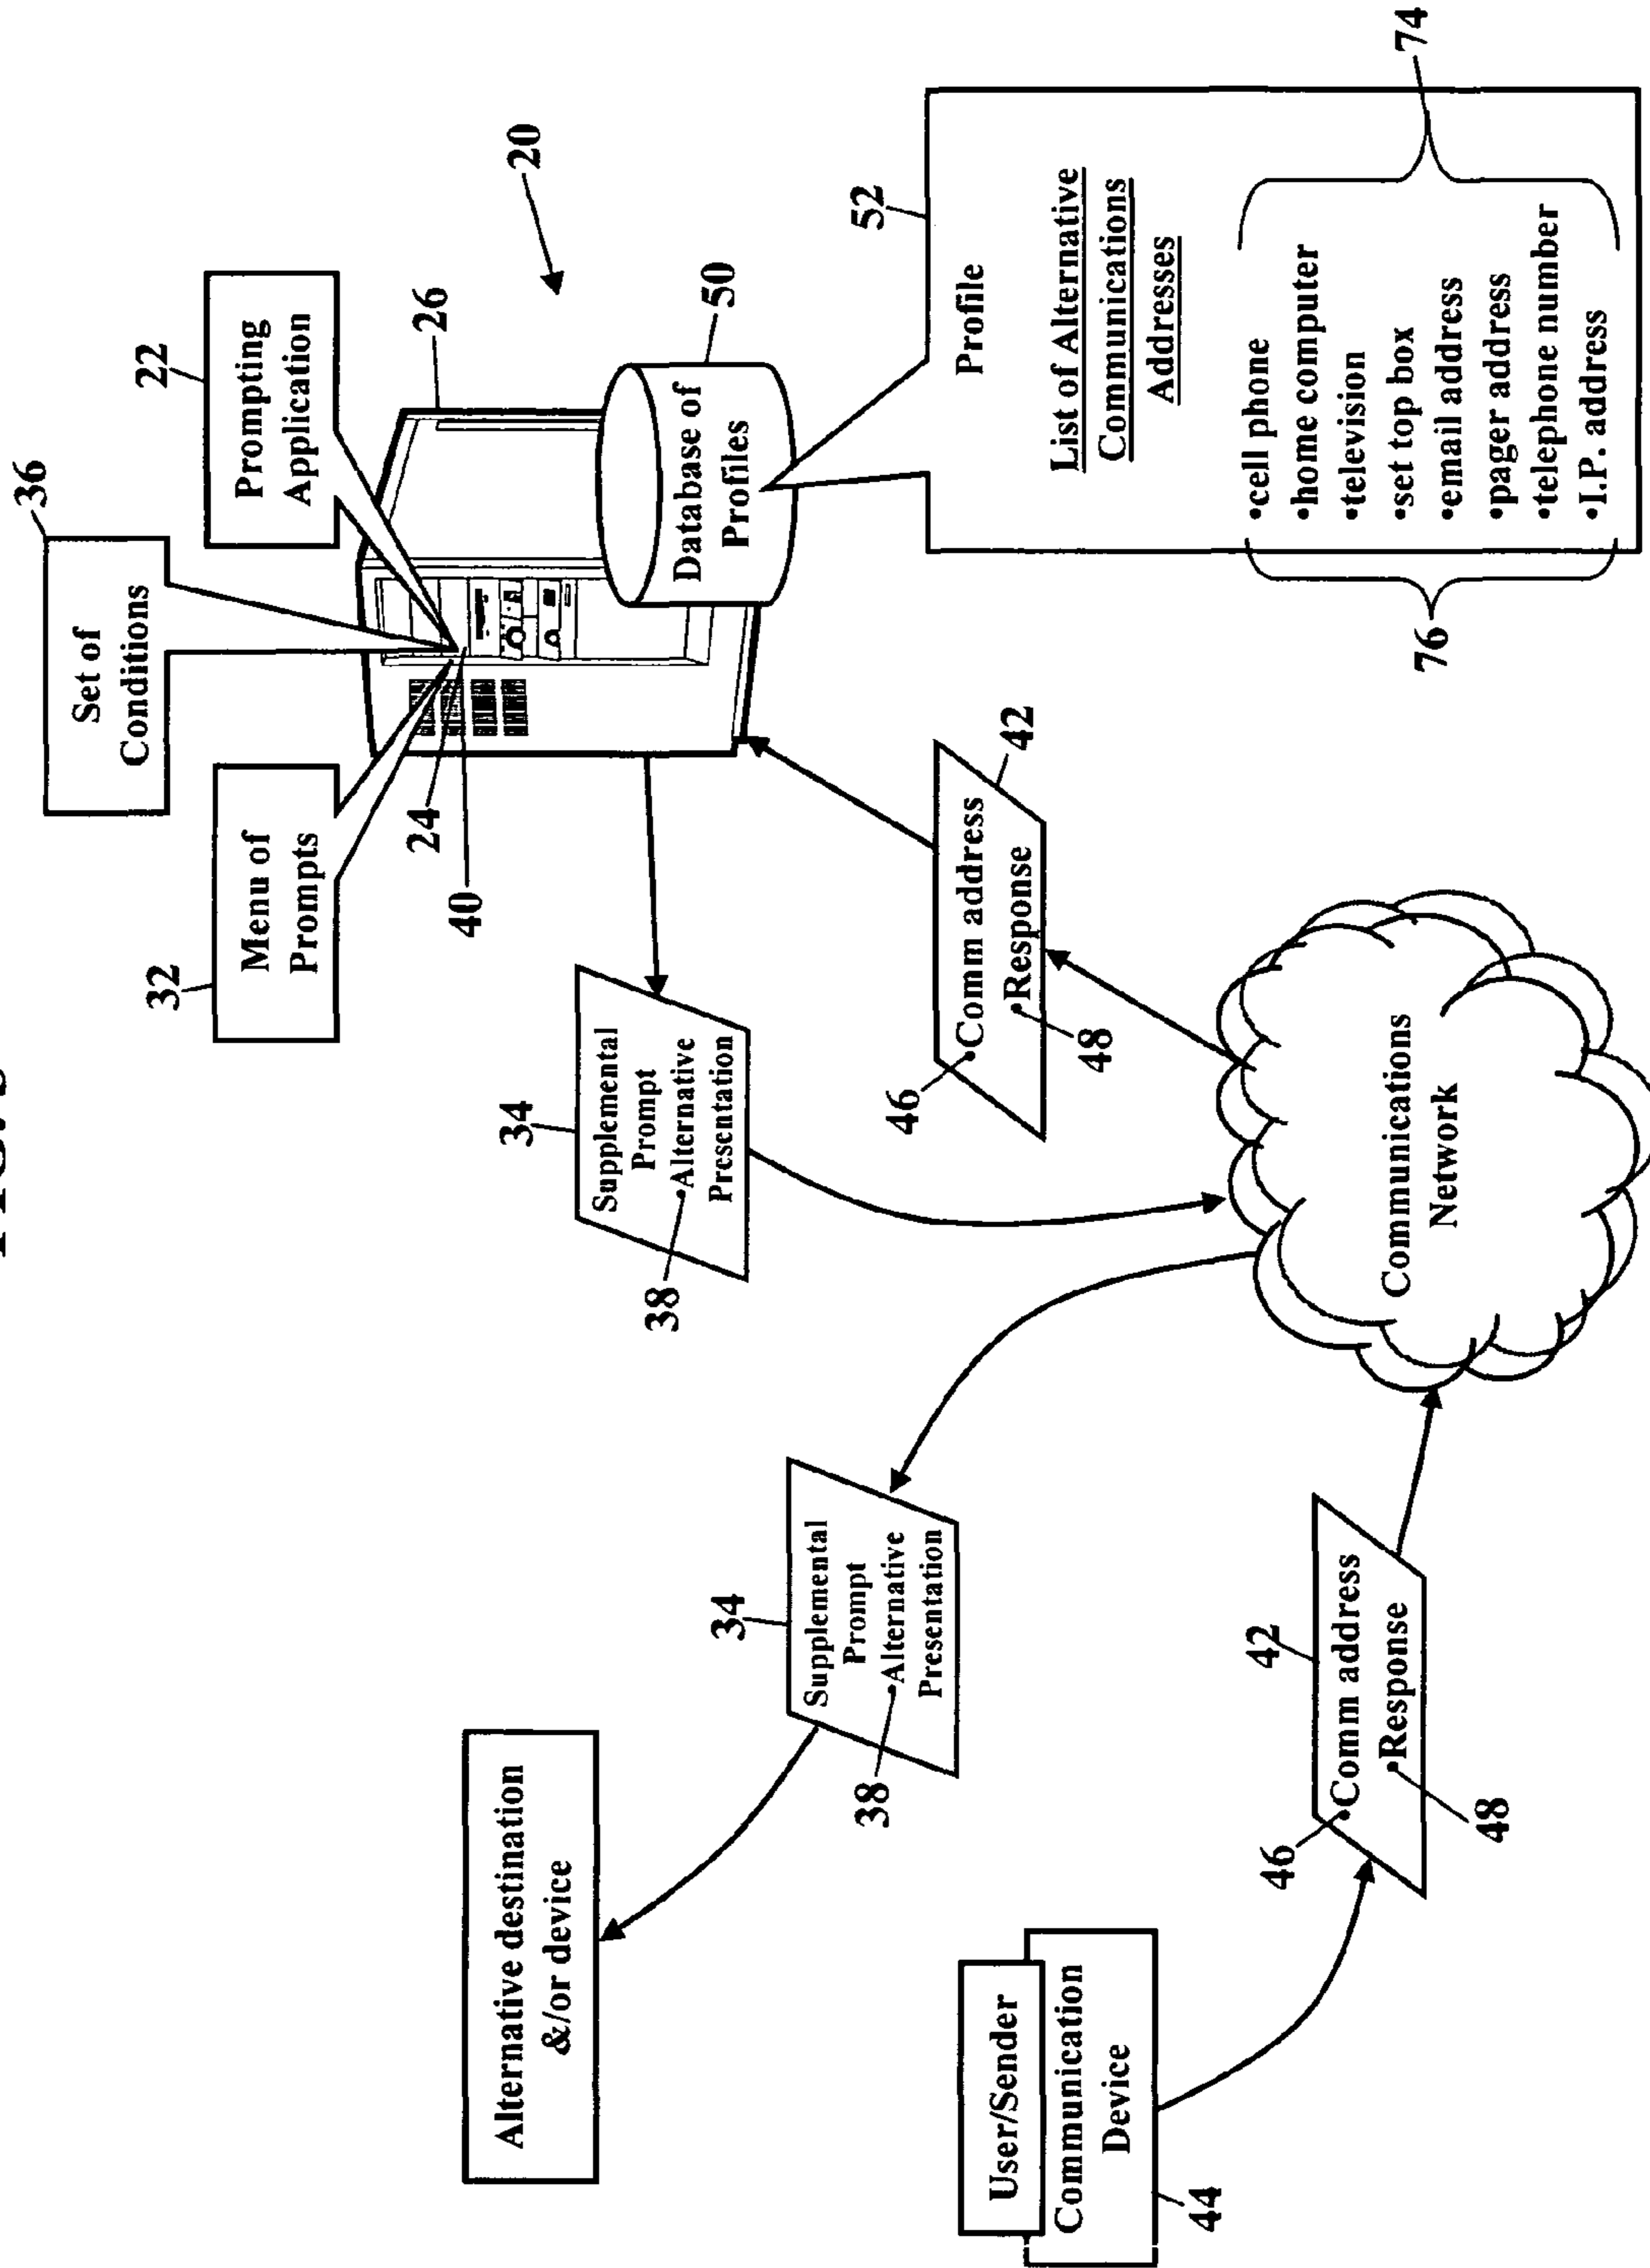 36
Set of
Conditions
22
Prompting
Application
32
Menu of
Prompts
26
20
24
40
50
Database of
Profiles
Alternative destination
&/or device
34
Supplemental
Prompt
38
•Alternative
Presentation
34
Supplemental
Prompt
38
•Alternative
Presentation
52
Profile
List of Alternative
Communications
Addresses
76
•cell phone
•home computer
•television
•set top box
•email address
•pager address
•telephone number
•I.P. address
74
User/Sender
Communication
Device
44
46
•Comm address
42
•Response
48
Communications
Network
42
46
•Comm address
•Response
48